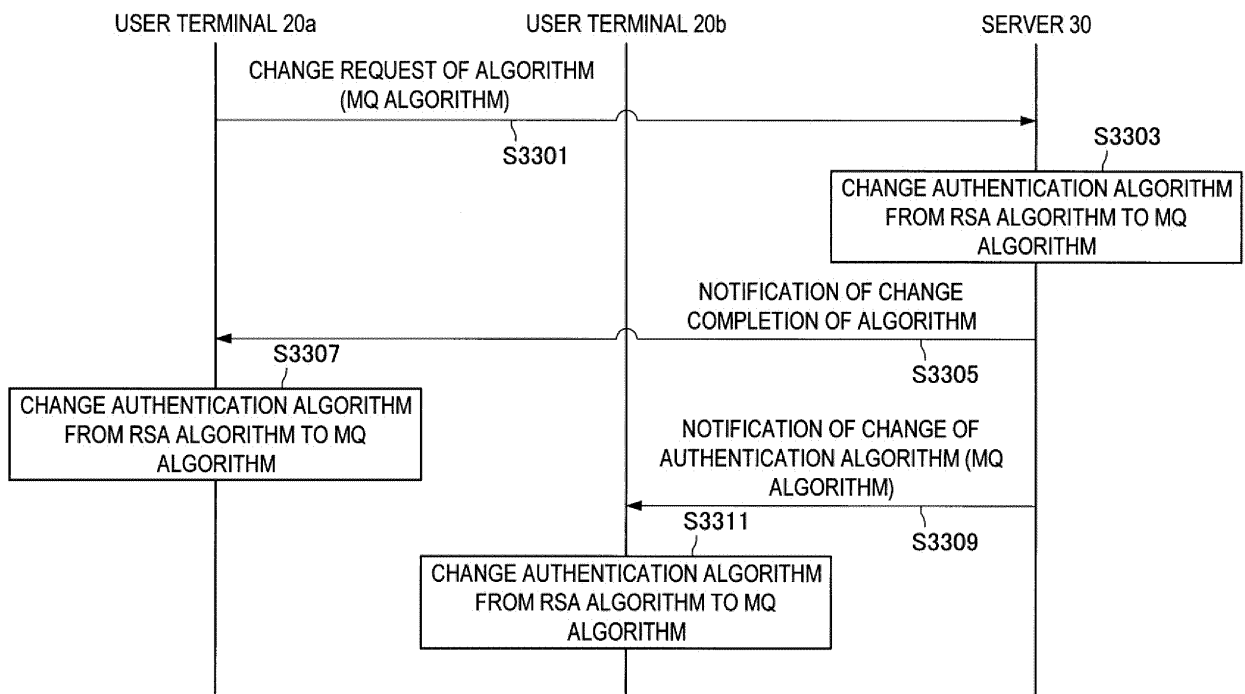 USER TERMINAL 20a
USER TERMINAL 20b
SERVER 30
CHANGE REQUEST OF ALGORITHM
(MQ ALGORITHM)
S3301
S3303
CHANGE AUTHENTICATION ALGORITHM
FROM RSA ALGORITHM TO MQ
ALGORITHM
NOTIFICATION OF CHANGE
COMPLETION OF ALGORITHM
S3305
S3307
CHANGE AUTHENTICATION ALGORITHM
FROM RSA ALGORITHM TO MQ
ALGORITHM
NOTIFICATION OF CHANGE OF
AUTHENTICATION ALGORITHM (MQ
ALGORITHM)
S3309
S3311
CHANGE AUTHENTICATION ALGORITHM
FROM RSA ALGORITHM TO MQ
ALGORITHM